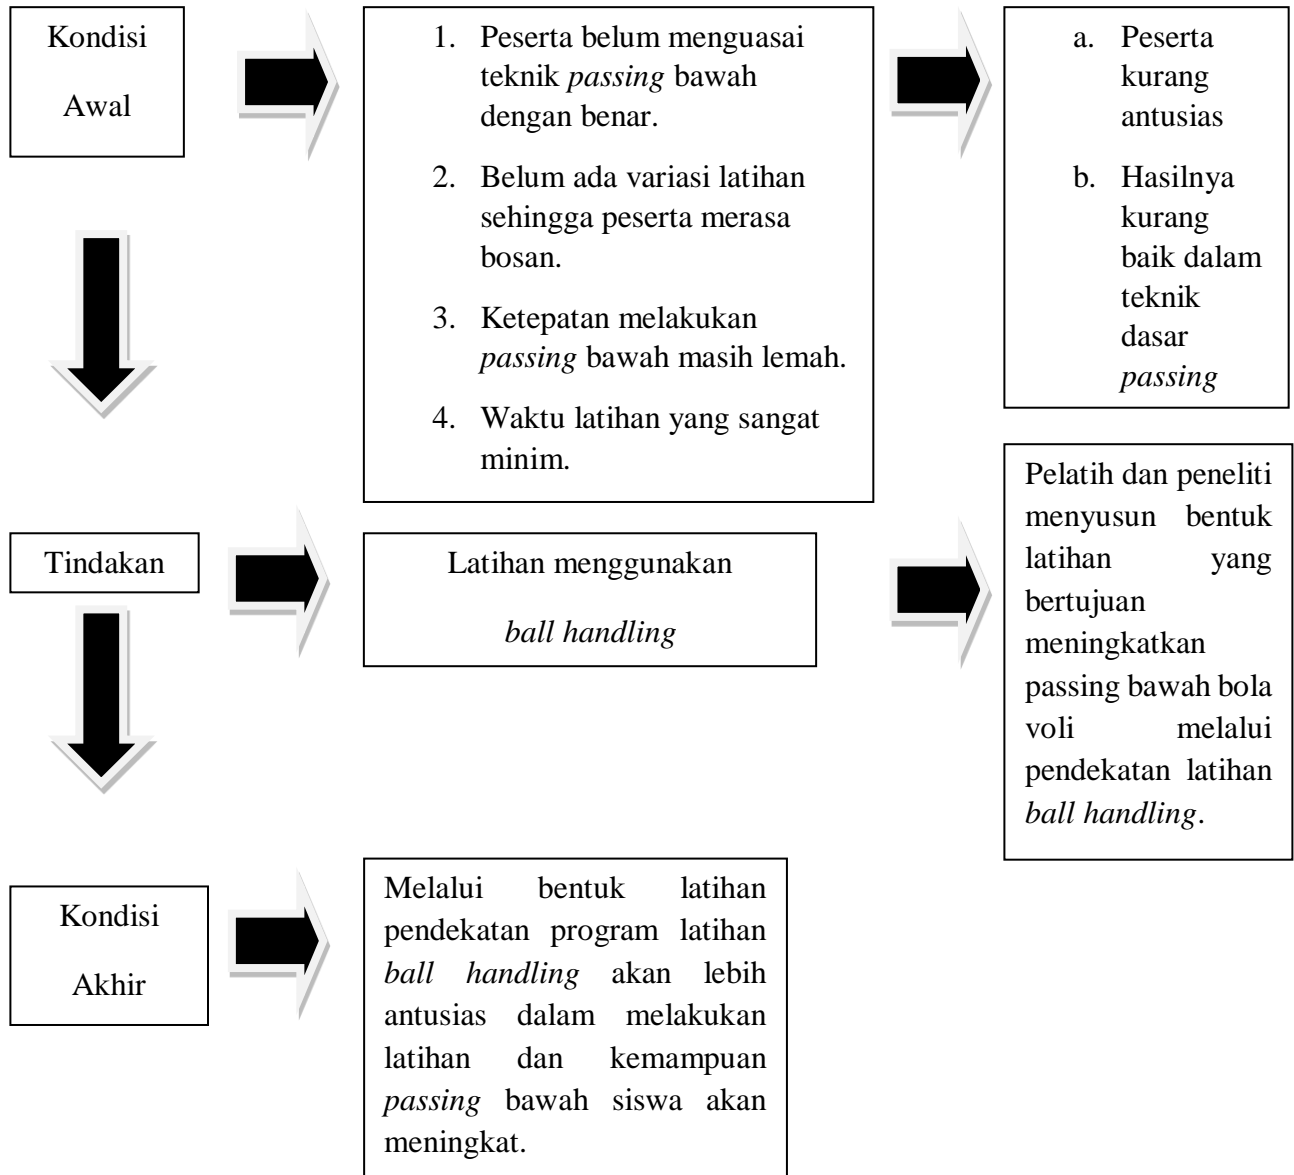 Kondisi
Awal
1. Peserta belum menguasai
teknik passing bawah
dengan benar.
2. Belum ada variasi latihan
sehingga peserta merasa
bosan.
3. Ketepatan melakukan
passing bawah masih lemah.
4. Waktu latihan yang sangat
minim.
a. Peserta
kurang
antusias
b. Hasilnya
kurang
baik dalam
teknik
dasar
passing
Tindakan
Latihan menggunakan
ball handling
Pelatih dan peneliti
menyusun bentuk
latihan yang
bertujuan
meningkatkan
passing bawah bola
voli melalui
pendekatan latihan
ball handling.
Kondisi
Akhir
Melalui bentuk latihan
pendekatan program latihan
ball handling akan lebih
antusias dalam melakukan
latihan dan kemampuan
passing bawah siswa akan
meningkat.